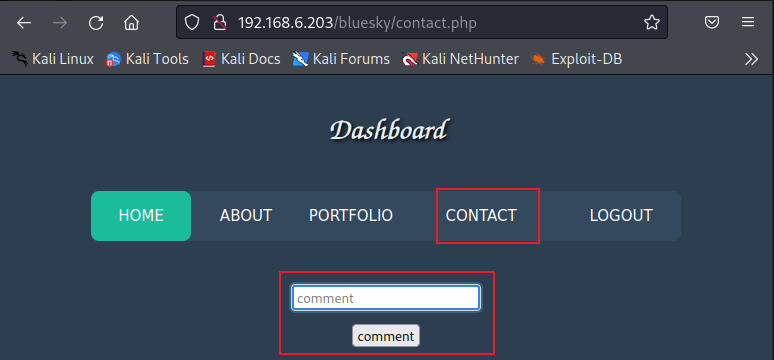 192.168.6.203/bluesky/contact.php
Kali Linux Kali Tools Kali Docs Kali Forums Kali NetHunter Exploit-DB
Dashboard
HOME ABOUT PORTFOLIO CONTACT LOGOUT
comment
comment